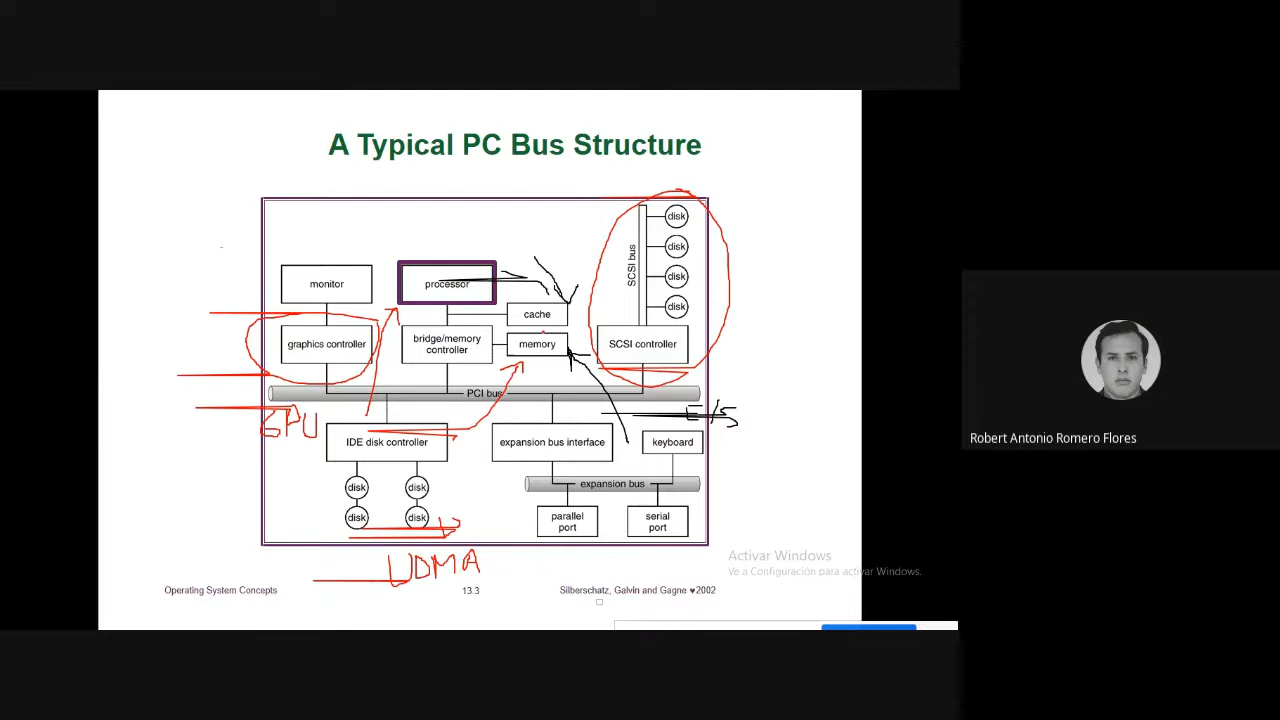 A Typical PC Bus Structure
disk
disk
disk
disk
SCSI bus
monitor
processor
cache
graphics controller
bridge/memory
controller
memory
SCSI controller
PCI bus
GPU
E/S
IDE disk controller
expansion bus interface
keyboard
disk
disk
disk
disk
expansion bus
parallel
port
serial
port
UDMA
Operating System Concepts
13.3
Silberschatz, Galvin and Gagne ♥2002
Activar Windows
Ve a Configuración para activar Windows.
Robert Antonio Romero Flores